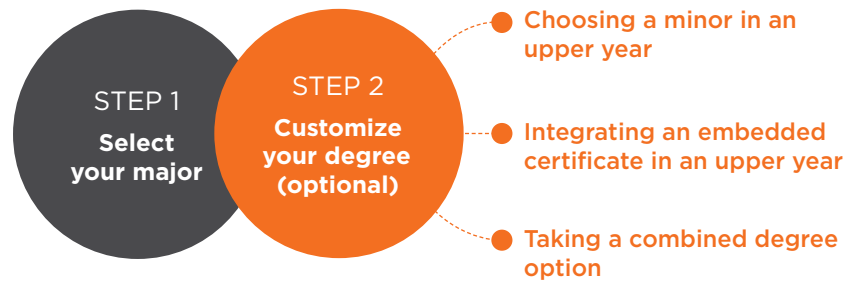 STEP 1
Select
your major
STEP 2
Customize
your degree
(optional)
Choosing a minor in an
upper year
Integrating an embedded
certificate in an upper year
Taking a combined degree
option